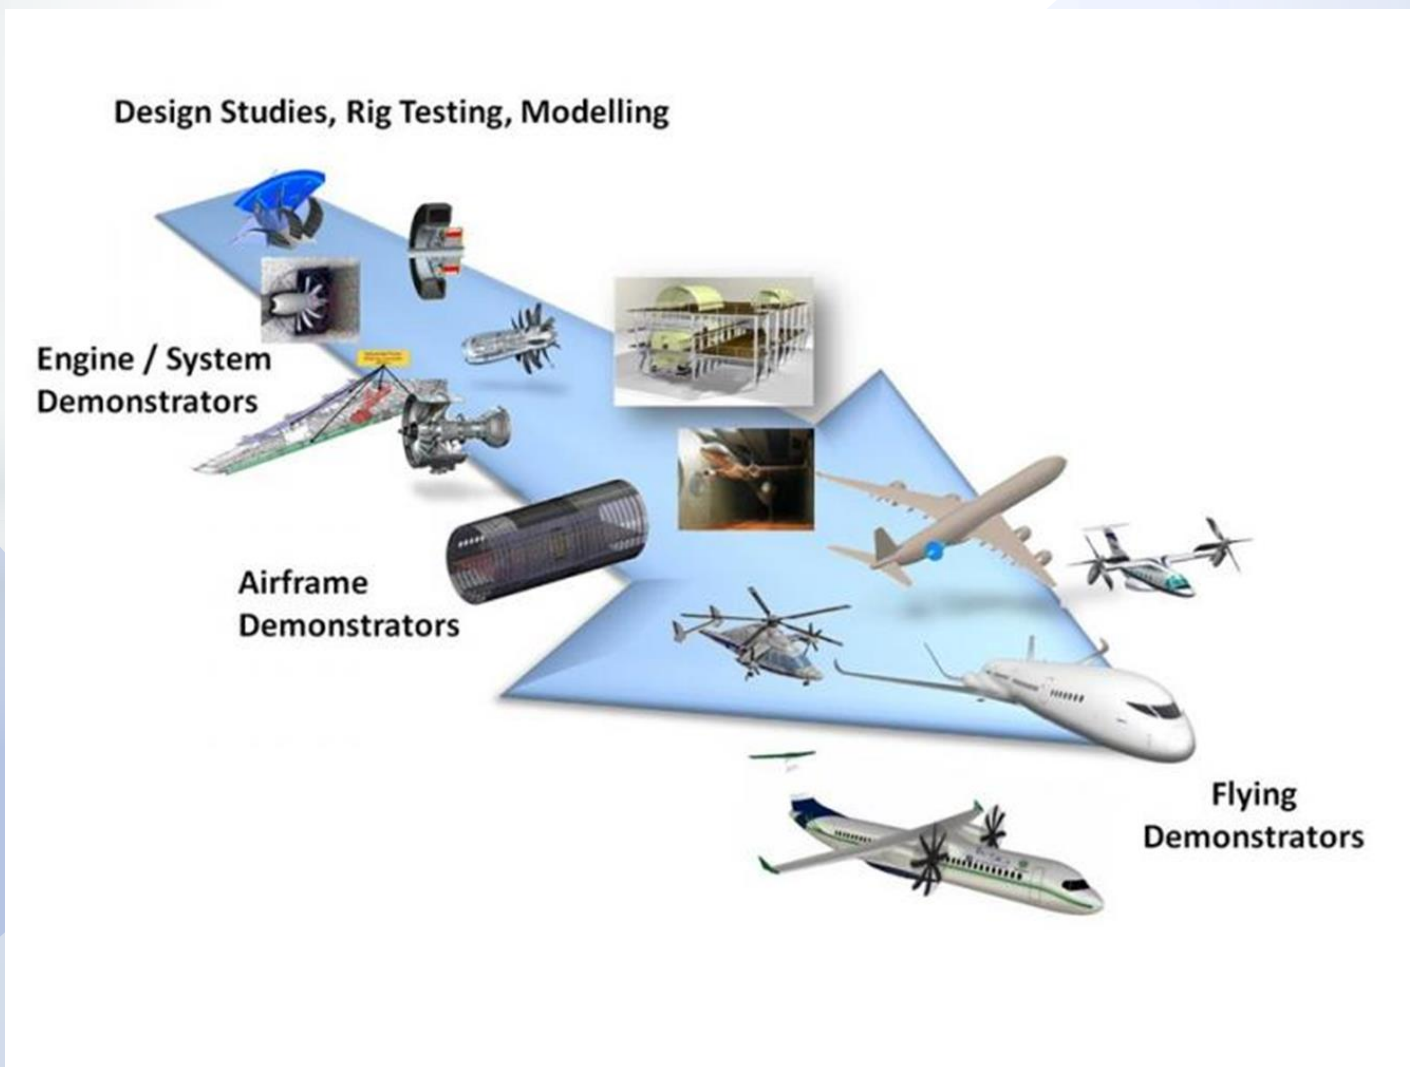 Design Studies, Rig Testing, Modelling
Engine / System
Demonstrators
Airframe
Demonstrators
Flying
Demonstrators